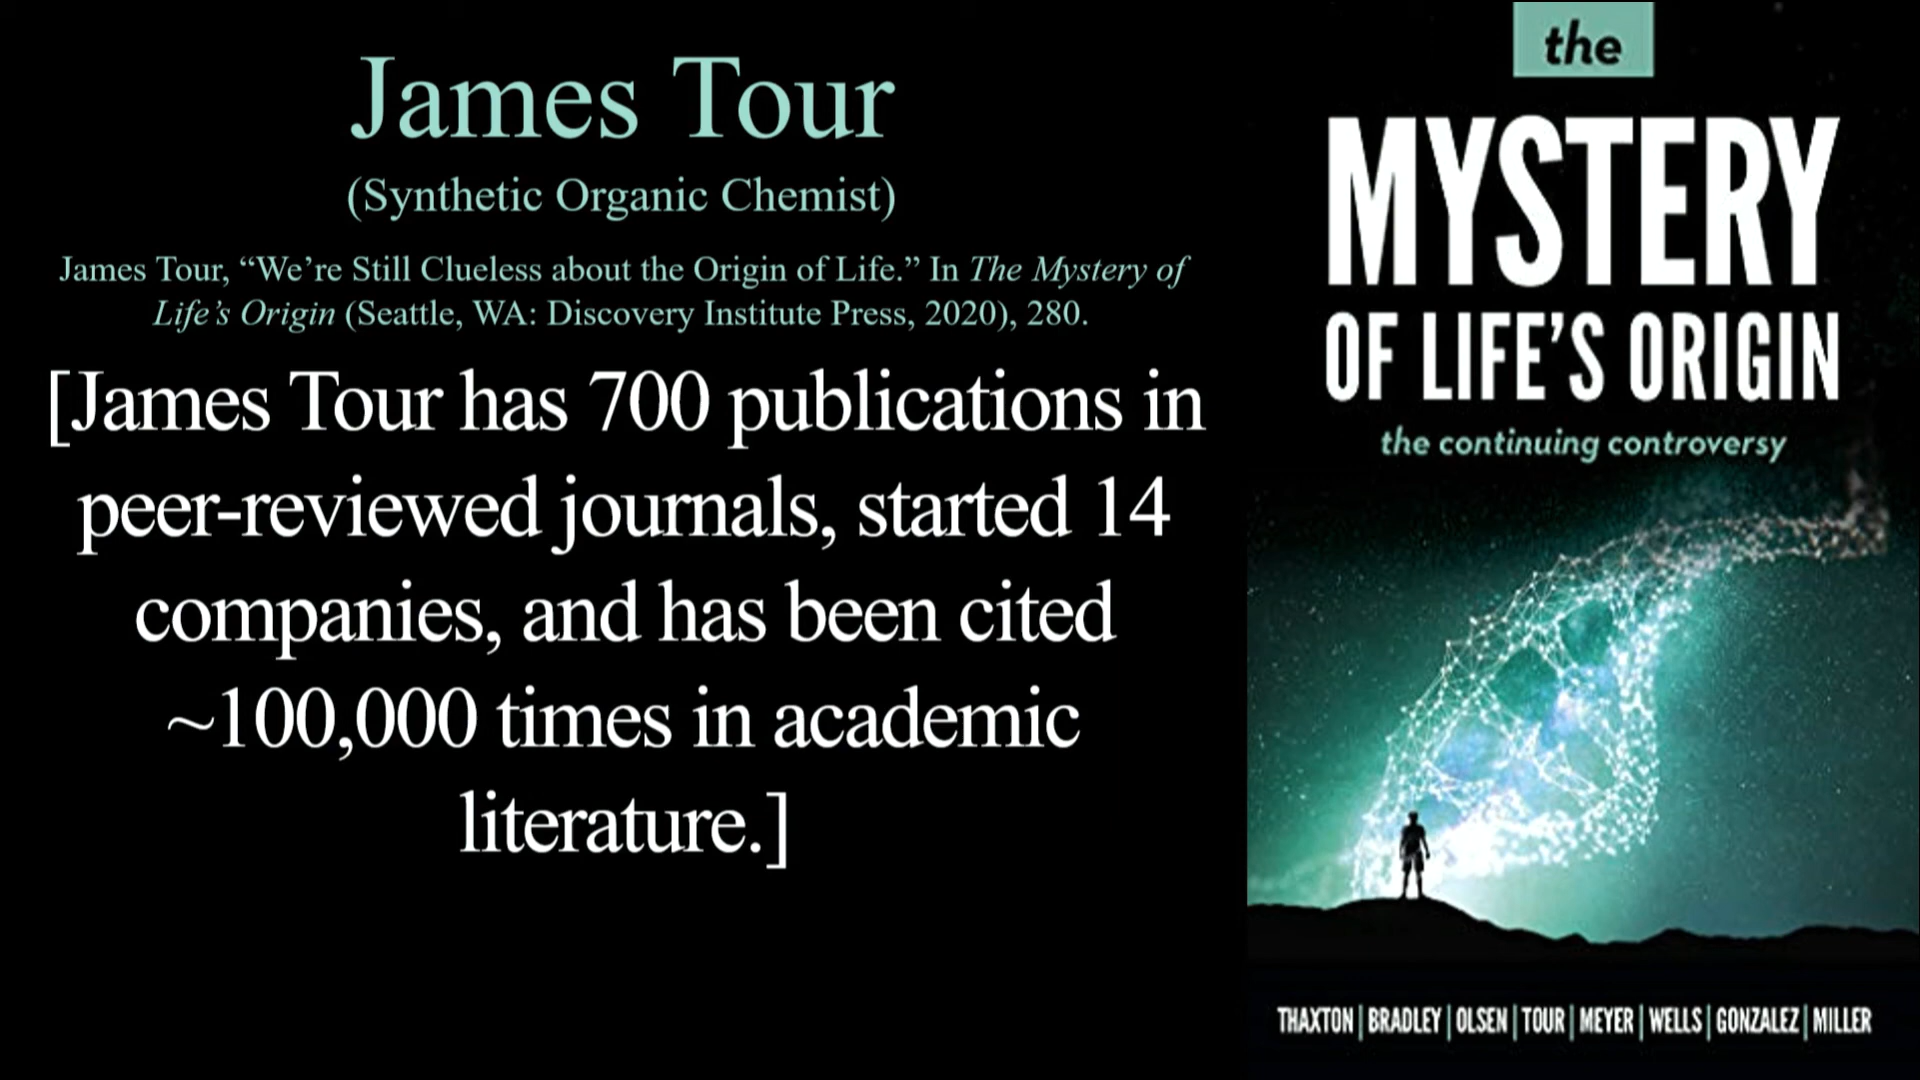 James Tour
(Synthetic Organic Chemist)
James Tour, “We’re Still Clueless about the Origin of Life.” In The Mystery of
Life’s Origin (Seattle, WA: Discovery Institute Press, 2020), 280.
[James Tour has 700 publications in
peer-reviewed journals, started 14
companies, and has been cited
~100,000 times in academic
literature.]
the
MYSTERY
OF LIFE’S ORIGIN
the continuing controversy
THAXTON | BRADLEY | OLSEN | TOUR | MEYER | WELLS | GONZALEZ | MILLER